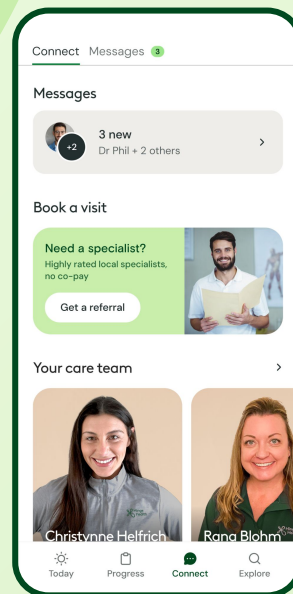 Connect Messages 3
Messages
+2
3 new
Dr Phil + 2 others
Book a visit
Need a specialist?
Highly rated local specialists,
no co-pay
Get a referral
Your care team
Christynne Helfrich
Rana Blohm
Today Progress Connect Explore